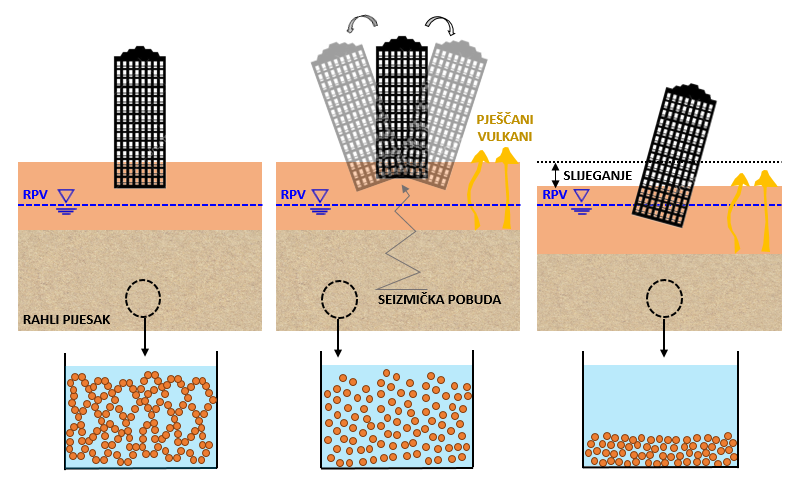 PJEŠČANI
VULKANI
SLIJEGANJE
RPV
RPV
RPV
SEIZMIČKA POBUDA
RAHLI PIJESAK